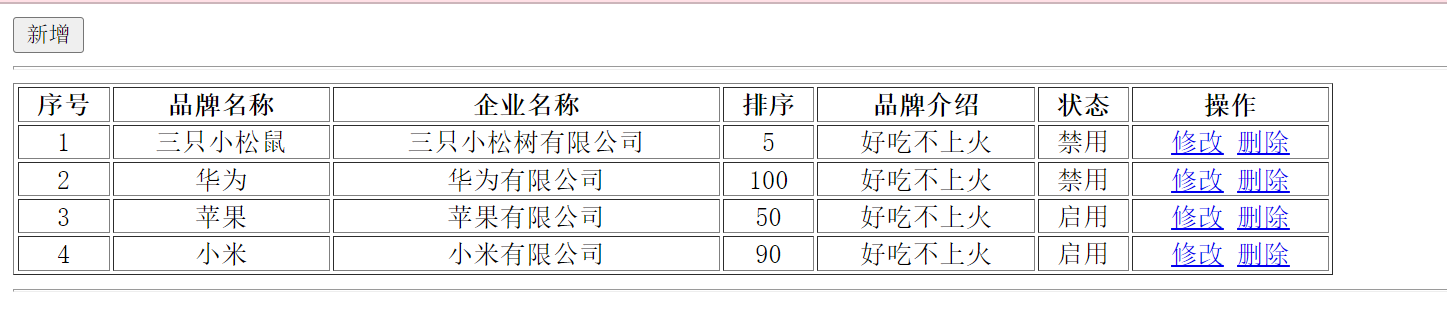 新增
序号 品牌名称 企业名称 排序 品牌介绍 状态 操作
1 三只小松鼠 三只小松树有限公司 5 好吃不上火 禁用 修改 删除
2 华为 华为有限公司 100 好吃不上火 禁用 修改 删除
3 苹果 苹果有限公司 50 好吃不上火 启用 修改 删除
4 小米 小米有限公司 90 好吃不上火 启用 修改 删除